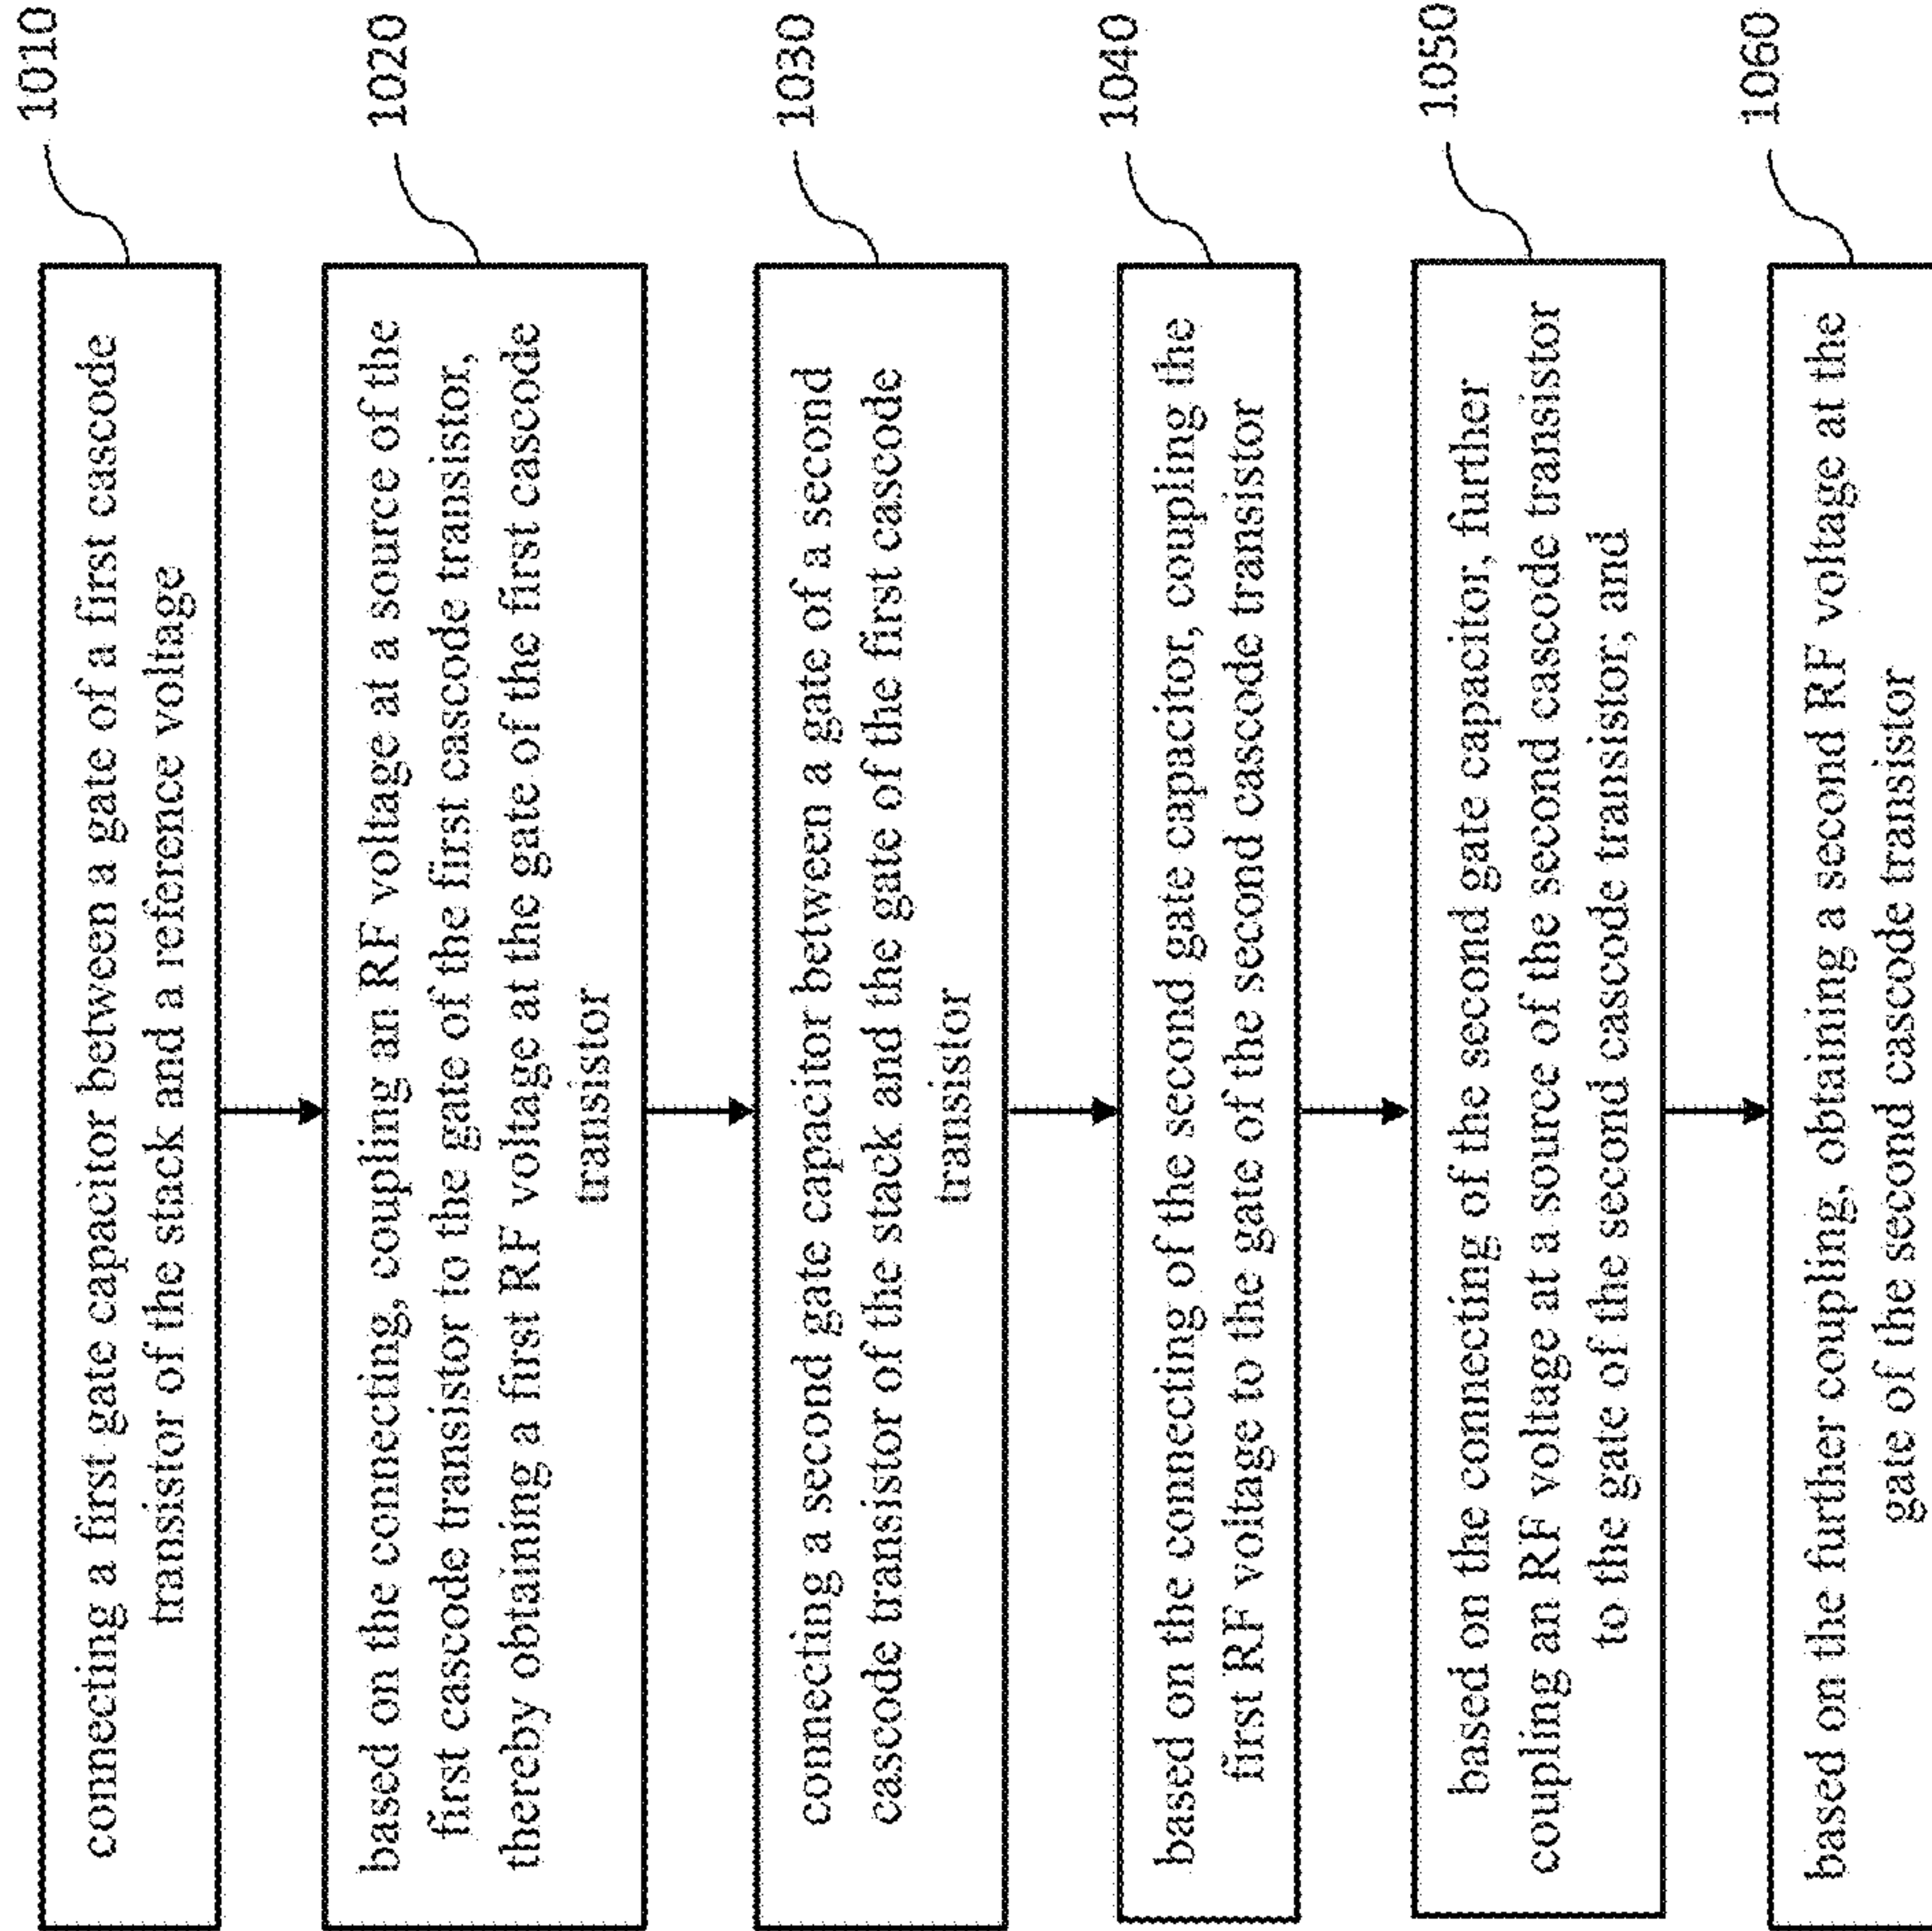 1010
connecting a first gate capacitor between a gate of a first cascode
transistor of the stack and a reference voltage
1020
based on the connecting, coupling an RF voltage at a source of the
first cascode transistor to the gate of the first cascode transistor,
thereby obtaining a first RF voltage at the gate of the first cascode
transistor
1030
connecting a second gate capacitor between a gate of a second
cascode transistor of the stack and the gate of the first cascode
transistor
1040
based on the connecting of the second gate capacitor, coupling the
first RF voltage to the gate of the second cascode transistor
1050
based on the connecting of the second gate capacitor, further
coupling an RF voltage at a source of the second cascode transistor
to the gate of the second cascode transistor, and
1060
based on the further coupling, obtaining a second RF voltage at the
gate of the second cascode transistor